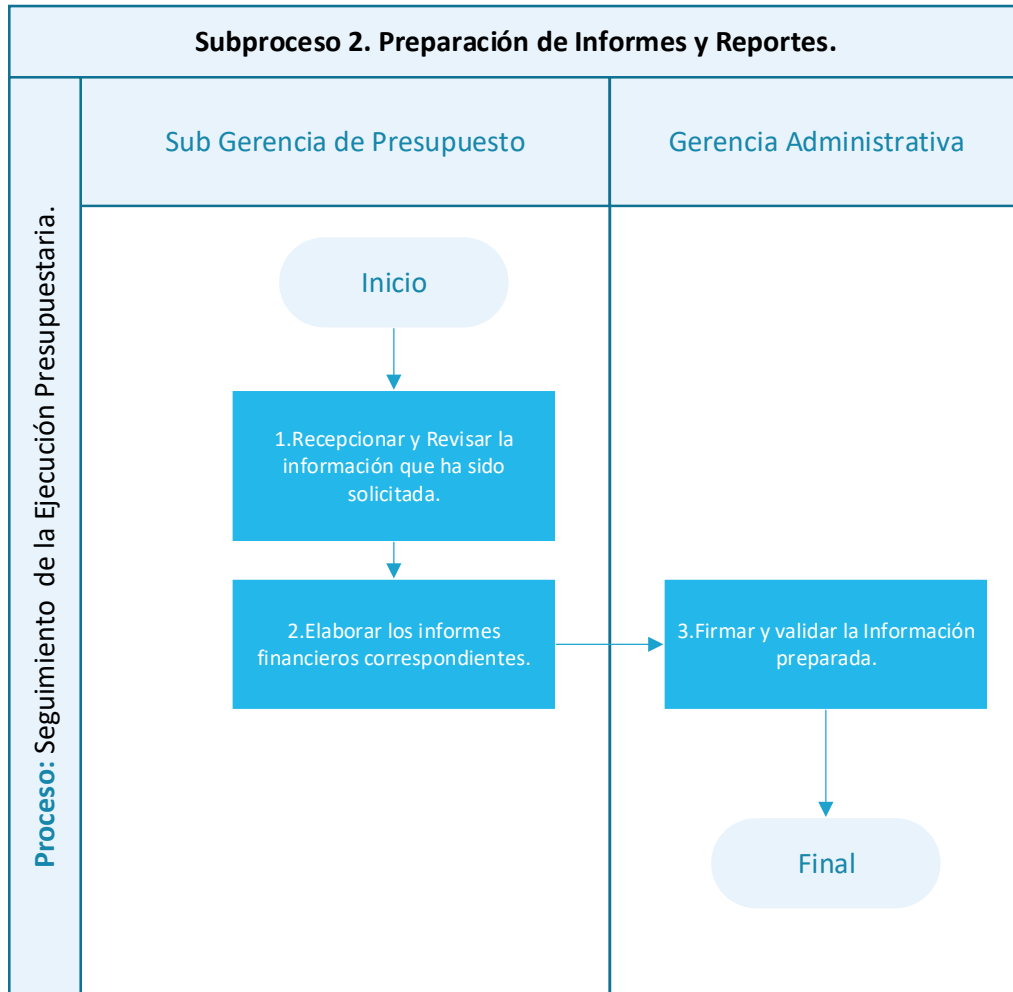 Subproceso 2. Preparación de Informes y Reportes.
Proceso: Seguimiento de la Ejecución Presupuestaria.
Sub Gerencia de Presupuesto
Gerencia Administrativa
Inicio
1.Recepcionar y Revisar la
información que ha sido
solicitada.
2.Elaborar los informes
financieros correspondientes.
3.Firmar y validar la Información
preparada.
Final